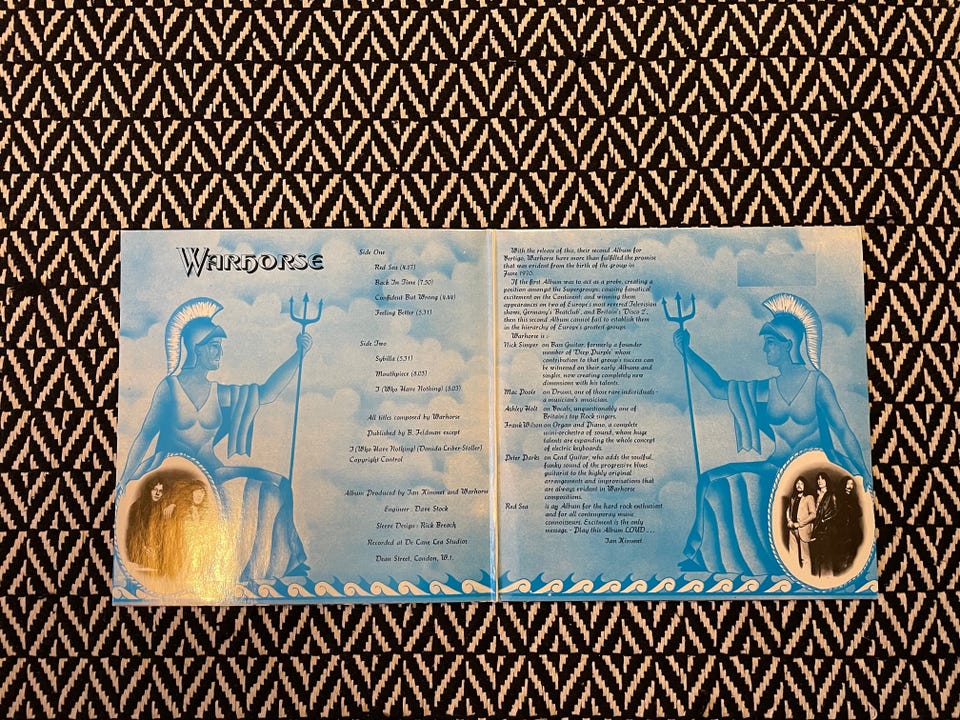 WARHORSE
Side One
Red Sea (4.17)
Back In Time (7.50)
Confident But Wrong (4.44)
Feeling Better (5.31)
Side Two
Sybilla (5.31)
Mouthpiece (8.05)
I (Who Have Nothing) (5.03)
All titles composed by Warhorse
Published by B. Feldman except
I (Who Have Nothing) (Donida-Leiber-Stoller)
Copyright Control
Album Produced by Ian Kimmet and Warhorse
Engineer: Dave Stock
Sleeve Design: Rick Breach
Recorded at De Lane Lea Studios
Dean Street, London, W.1.
With the release of this, their second Album for
Vertigo, Warhorse have more than fulfilled the promise
that was evident from the birth of the group in
June 1970.
If the first Album was to act as a probe, creating a
position amongst the Supergroups: causing fanatical
excitement on the Continent: and winning them
appearances on two of Europe's most revered Television
shows, Germany's 'Beatclub', and Britain's 'Disco 2',
then this second Album cannot fail to establish them
in the hierarchy of Europe's greatest groups.
Warhorse is:
Nick Simper on Bass Guitar, formerly a founder
member of 'Deep Purple' whose
contribution to that group's success can
be witnessed on their early Albums and
singles, now creating completely new
dimensions with his talents.
Mac Poole on Drums, one of those rare individuals -
a musician's musician.
Ashley Holt on Vocals, unquestionably one of
Britain's top Rock singers.
Frank Wilson on Organ and Piano, a complete
mini-orchestra of sound, whose huge
talents are expanding the whole concept
of electric keyboards.
Peter Parks on Lead Guitar, who adds the soulful,
funky sound of the progressive blues
guitarist to the highly original
arrangements and improvisations that
are always evident in Warhorse
compositions.
Red Sea is an Album for the hard rock enthusiast
and for all contemporary music
connoisseurs. Excitment is the only
message - Play this Album LOUD....
Ian Kimmet